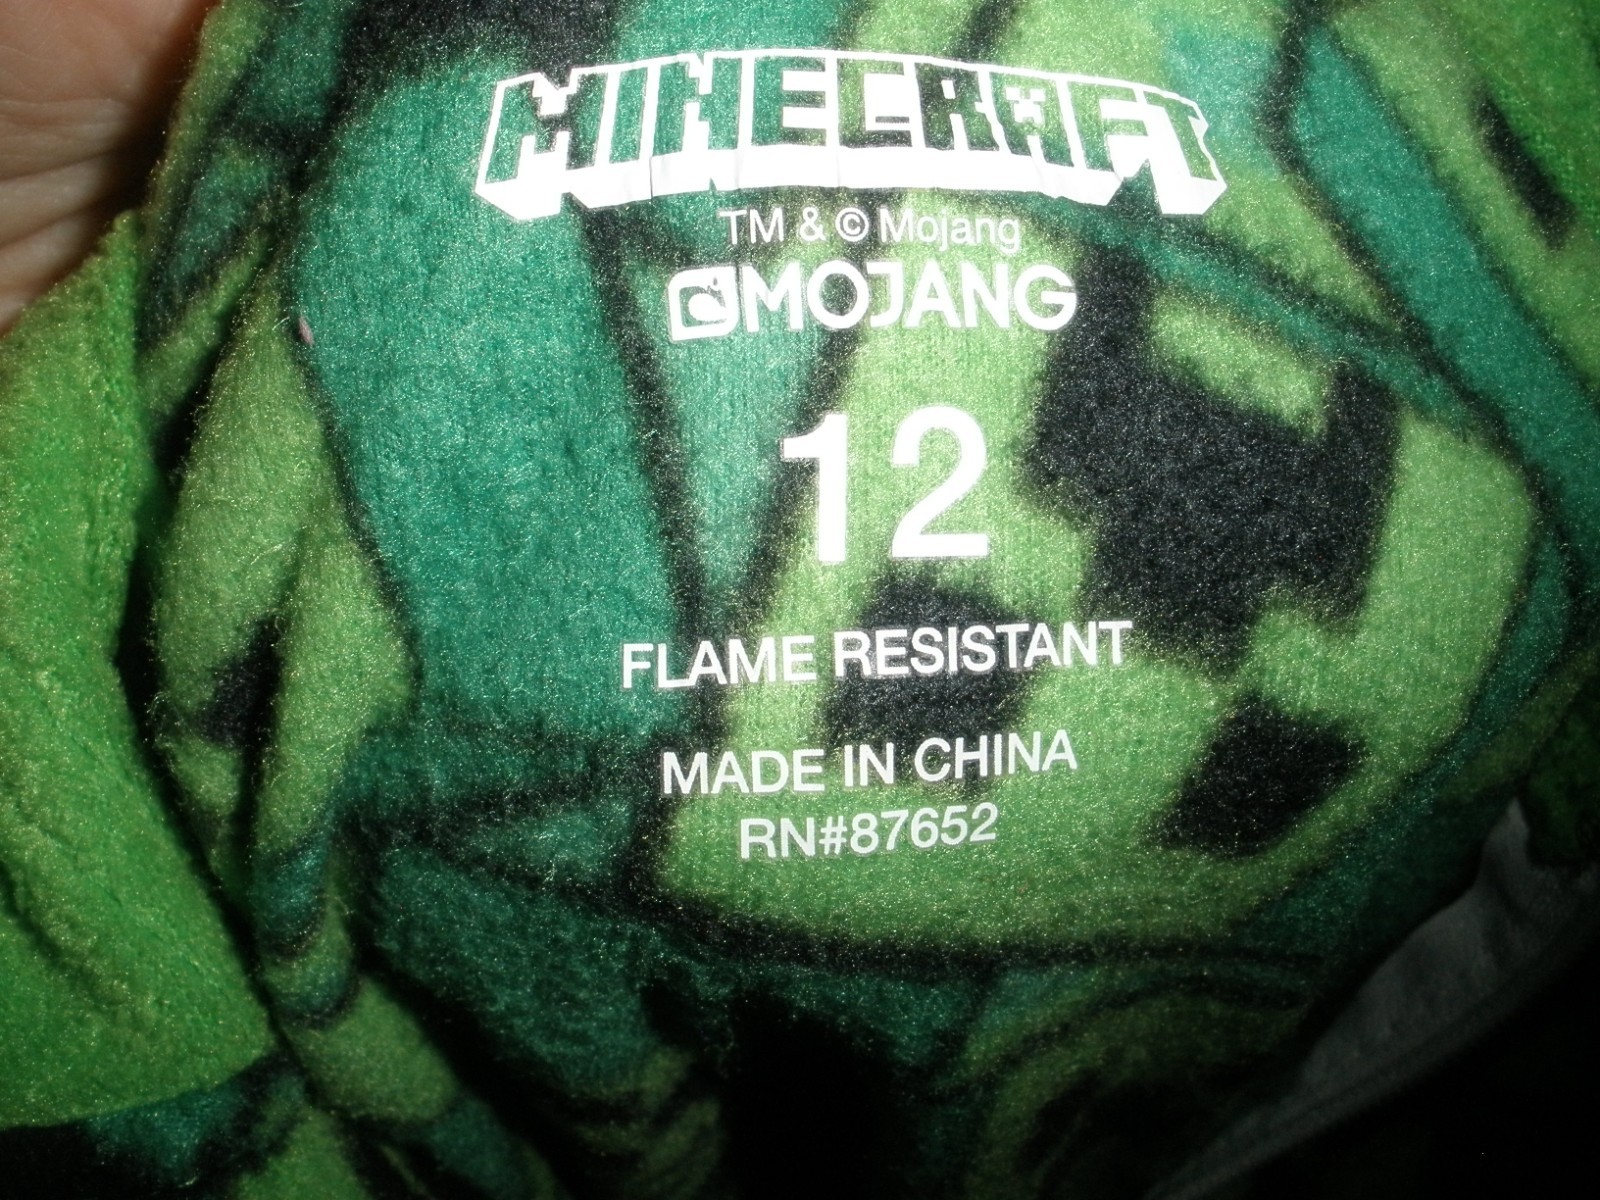 MINECRAFT
TM & © Mojang
MOJANG
12
FLAME RESISTANT
MADE IN CHINA
RN#87652